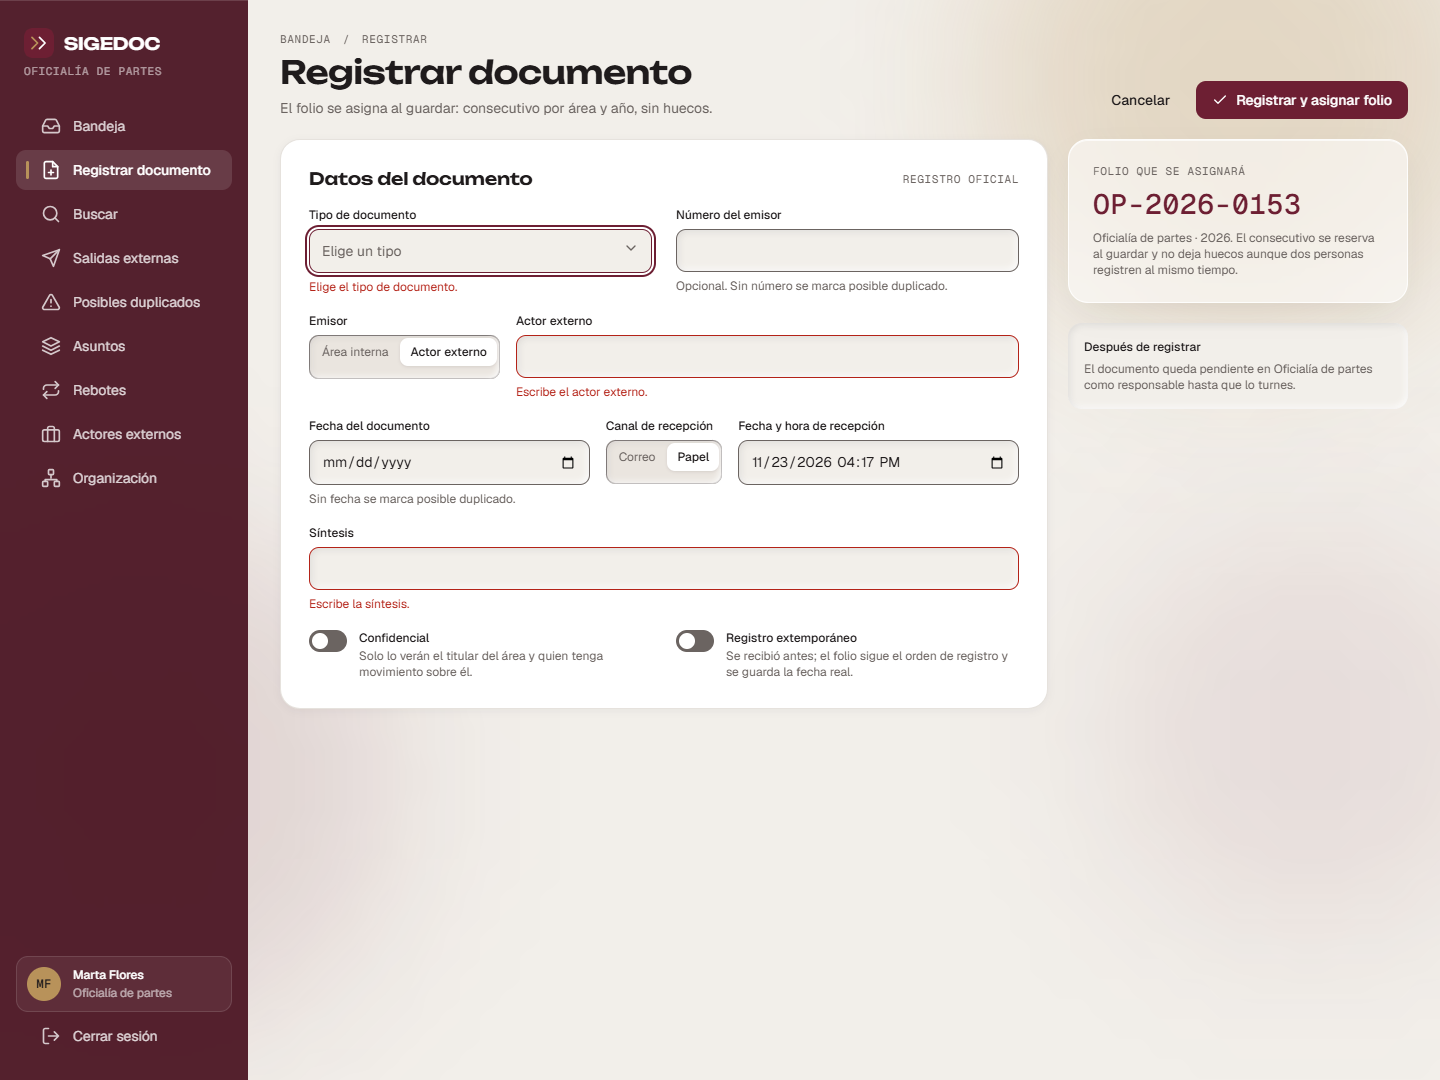 SIGEDOC
OFICIALÍA DE PARTES
Bandeja
Registrar documento
Buscar
Salidas externas
Posibles duplicados
Asuntos
Rebotes
Actores externos
Organización
MF
Marta Flores
Oficialía de partes
Cerrar sesión
BANDEJA / REGISTRAR
Registrar documento
El folio se asigna al guardar: consecutivo por área y año, sin huecos.
Cancelar
Registrar y asignar folio
Datos del documento
REGISTRO OFICIAL
Tipo de documento
Elige un tipo
Elige el tipo de documento.
Número del emisor
Opcional. Sin número se marca posible duplicado.
Emisor
Área interna
Actor externo
Actor externo
Escribe el actor externo.
Fecha del documento
mm/dd/yyyy
Sin fecha se marca posible duplicado.
Canal de recepción
Correo
Papel
Fecha y hora de recepción
11/23/2026 04:17 PM
Síntesis
Escribe la síntesis.
Confidencial
Solo lo verán el titular del área y quien tenga
movimiento sobre él.
Registro extemporáneo
Se recibió antes; el folio sigue el orden de registro y
se guarda la fecha real.
FOLIO QUE SE ASIGNARÁ
OP-2026-0153
Oficialía de partes · 2026. El consecutivo se reserva
al guardar y no deja huecos aunque dos personas
registren al mismo tiempo.
Después de registrar
El documento queda pendiente en Oficialía de partes
como responsable hasta que lo turnes.